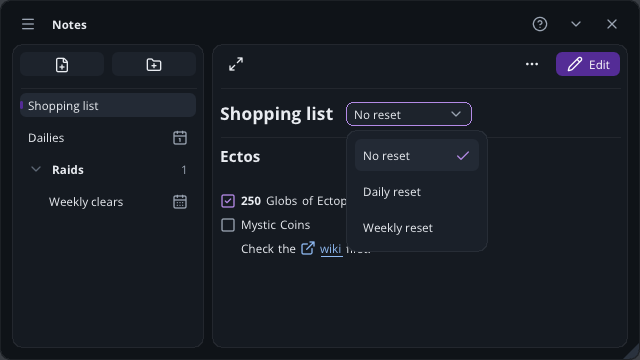 Notes
Edit
Shopping list
Dailies
Raids 1
Weekly clears
Shopping list No reset
No reset
Daily reset
Weekly reset
Ectos
250 Globs of Ectop
Mystic Coins
Check the wiki